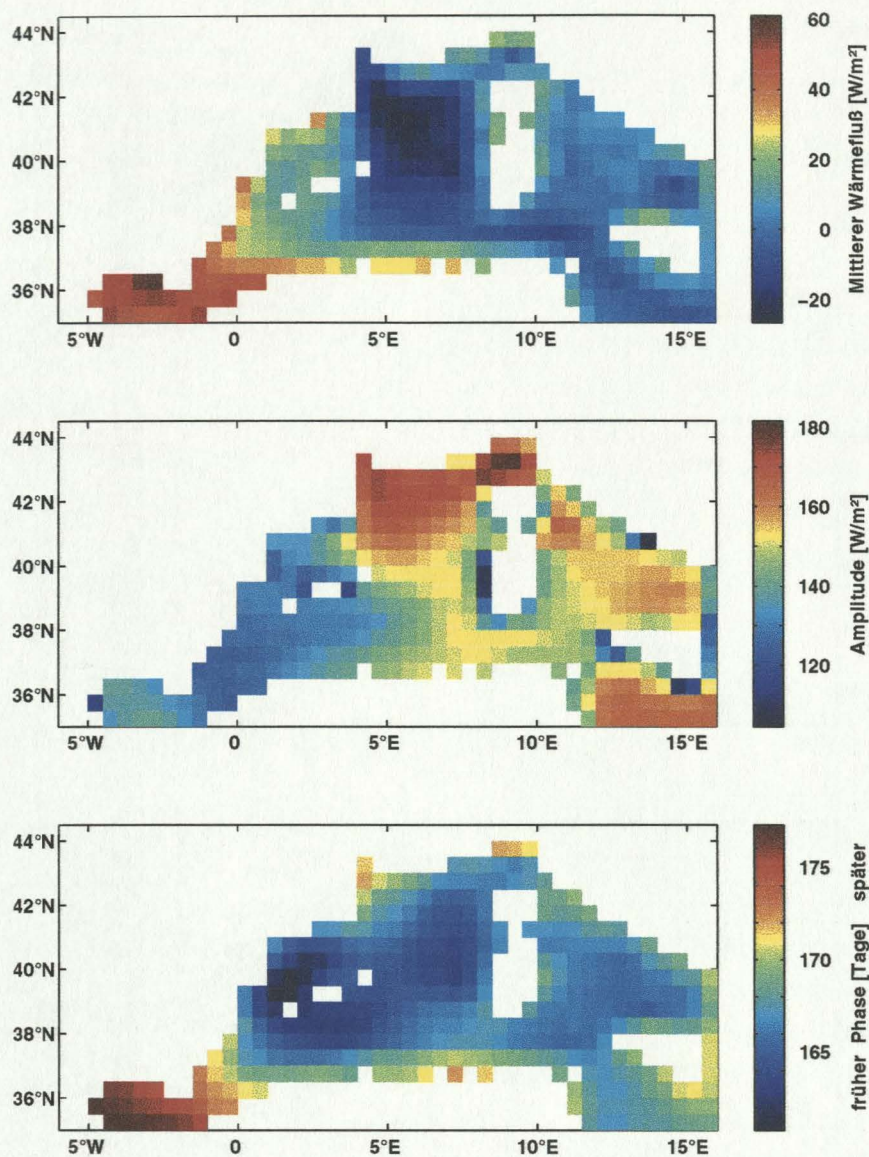 44°N
42°N
40°N
38°N
36°N
5°W 0 5°E 10°E 15°E
60
40
20
0
−20
Mittlerer Wärmefluß [W/m²]
44°N
42°N
40°N
38°N
36°N
5°W 0 5°E 10°E 15°E
180
160
140
120
Amplitude [W/m²]
44°N
42°N
40°N
38°N
36°N
5°W 0 5°E 10°E 15°E
175
170
165
früher Phase [Tage] später